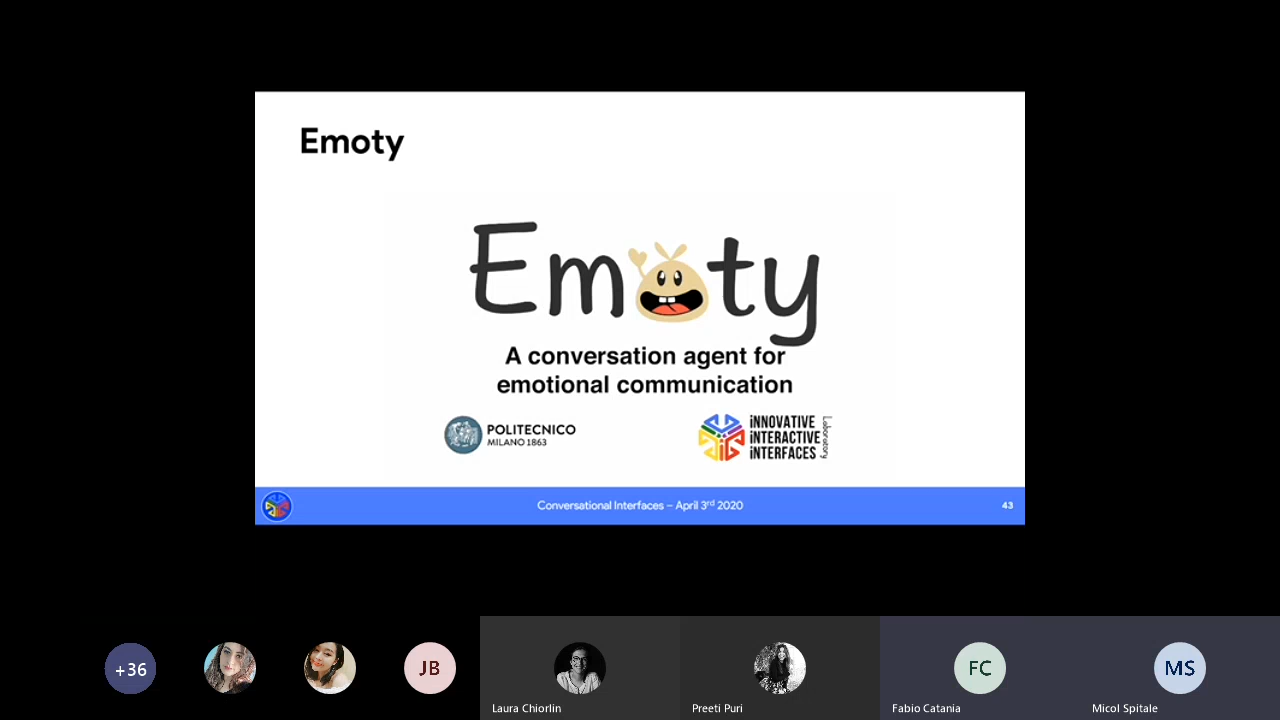 Emoty
Emoty
A conversation agent for
emotional communication
POLITECNICO
MILANO 1863
iNNOVATIVE
iNTERACTIVE
iNTERFACES
Laboratory
Conversational Interfaces – April 3rd 2020
43
+36
JB
FC
MS
Laura Chiorlin
Preeti Puri
Fabio Catania
Micol Spitale